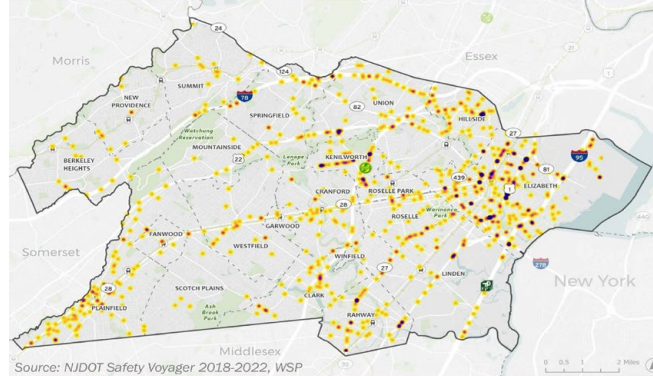 24
Morris
Essex
124
SUMMIT
78
NEW
PROVIDENCE
82
UNION
SPRINGFIELD
HILLSIDE
27
Watchung
Reservation
MOUNTAINSIDE
Lenape
Park
KENILWORTH
95
BERKELEY
HEIGHTS
22
439
81
ELIZABETH
CRANFORD
ROSELLE PARK
1
28
Warinanco
Park
ROSELLE
GARWOOD
FANWOOD
WESTFIELD
Somerset
WINFIELD
27
LINDEN
278
New York
28
SCOTCH PLAINS
CLARK
PLAINFIELD
Ash
Brook
Park
RAHWAY
Middlesex
0 0.5 1 2 Miles
Source: NJDOT Safety Voyager 2018-2022, WSP